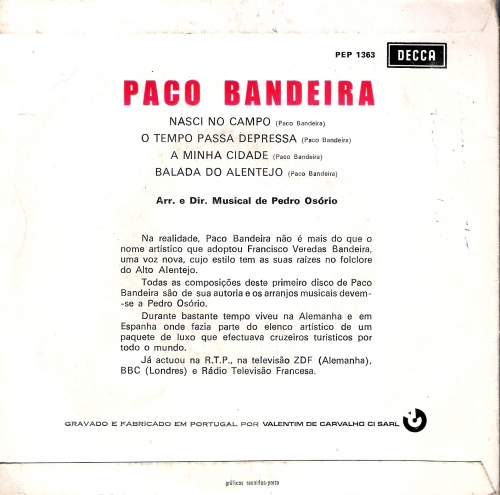 PEP 1363 DECCA
PACO BANDEIRA
NASCI NO CAMPO (Paco Bandeira)
O TEMPO PASSA DEPRESSA (Paco Bandeira)
A MINHA CIDADE (Paco Bandeira)
BALADA DO ALENTEJO (Paco Bandeira)
Arr. e Dir. Musical de Pedro Osório
Na realidade, Paco Bandeira não é mais do que o
nome artístico que adoptou Francisco Veredas Bandeira,
uma voz nova, cujo estilo tem as suas raízes no folclore
do Alto Alentejo.
Todas as composições deste primeiro disco de Paco
Bandeira são de sua autoria e os arranjos musicais devem-
-se a Pedro Osório.
Durante bastante tempo viveu na Alemanha e em
Espanha onde fazia parte do elenco artístico de um
paquete de luxo que efectuava cruzeiros turísticos por
todo o mundo.
Já actuou na R.T.P., na televisão ZDF (Alemanha),
BBC (Londres) e Rádio Televisão Francesa.
GRAVADO E FABRICADO EM PORTUGAL POR VALENTIM DE CARVALHO CI SARL
gráficas reunidas-porto